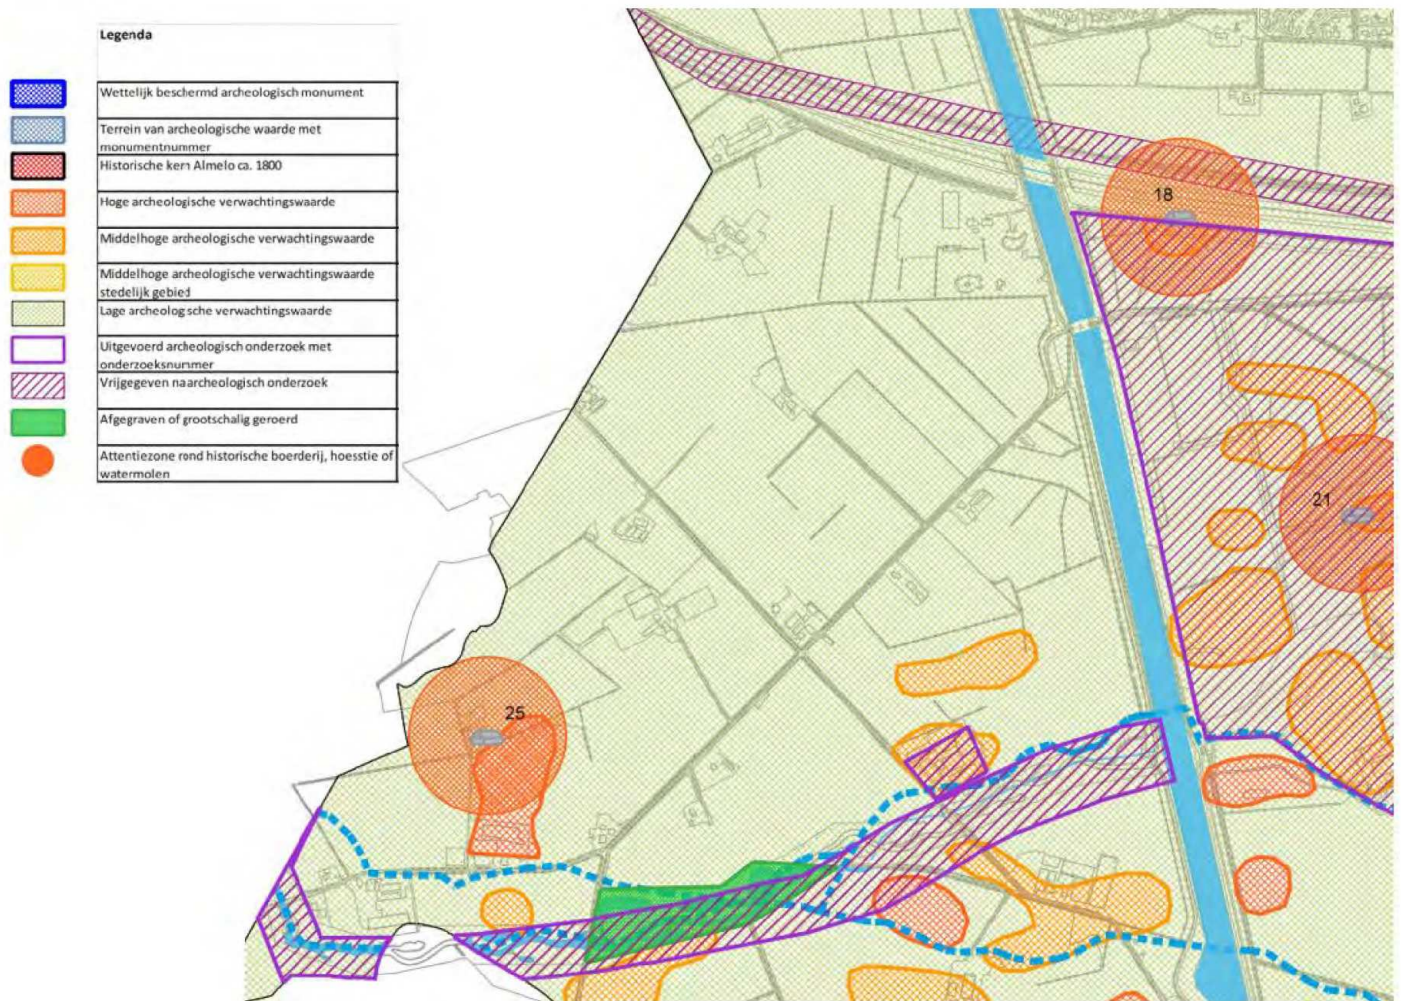 Legenda
Wettelijk beschermd archeologisch monument
Terrein van archeologische waarde met
monumentnummer
Historische kern Almelo ca. 1800
Hoge archeologische verwachtingswaarde
Middelhoge archeologische verwachtingswaarde
Middelhoge archeologische verwachtingswaarde
stedelijk gebied
Lage archeologische verwachtingswaarde
Uitgevoerd archeologisch onderzoek met
onderzoeksnummer
Vrijgegeven na archeologisch onderzoek
Afgegraven of grootschalig geroerd
Attentiezone rond historische boerderij, hoesstie of
watermolen
18
21
25